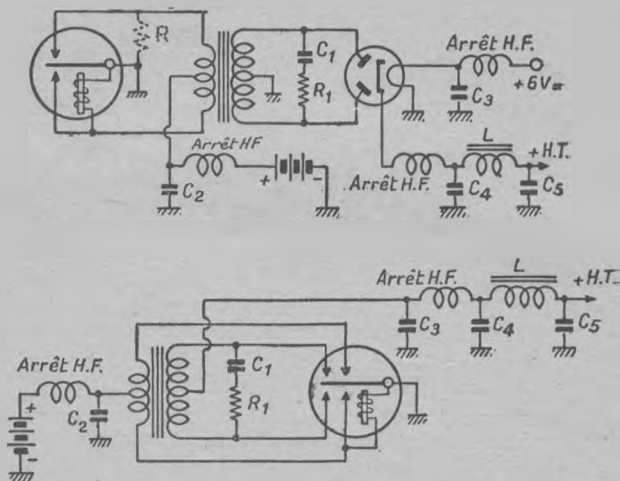 R
C1
R1
Arrêt H.F.
C3
+6V=
Arrêt HF
+ -
C2
Arrêt H.F.
L
+H.T.
C4
C5
Arrêt H.F.
L
+H.T.
C3
C4
C5
Arrêt H.F.
C1
R1
C2
+
-